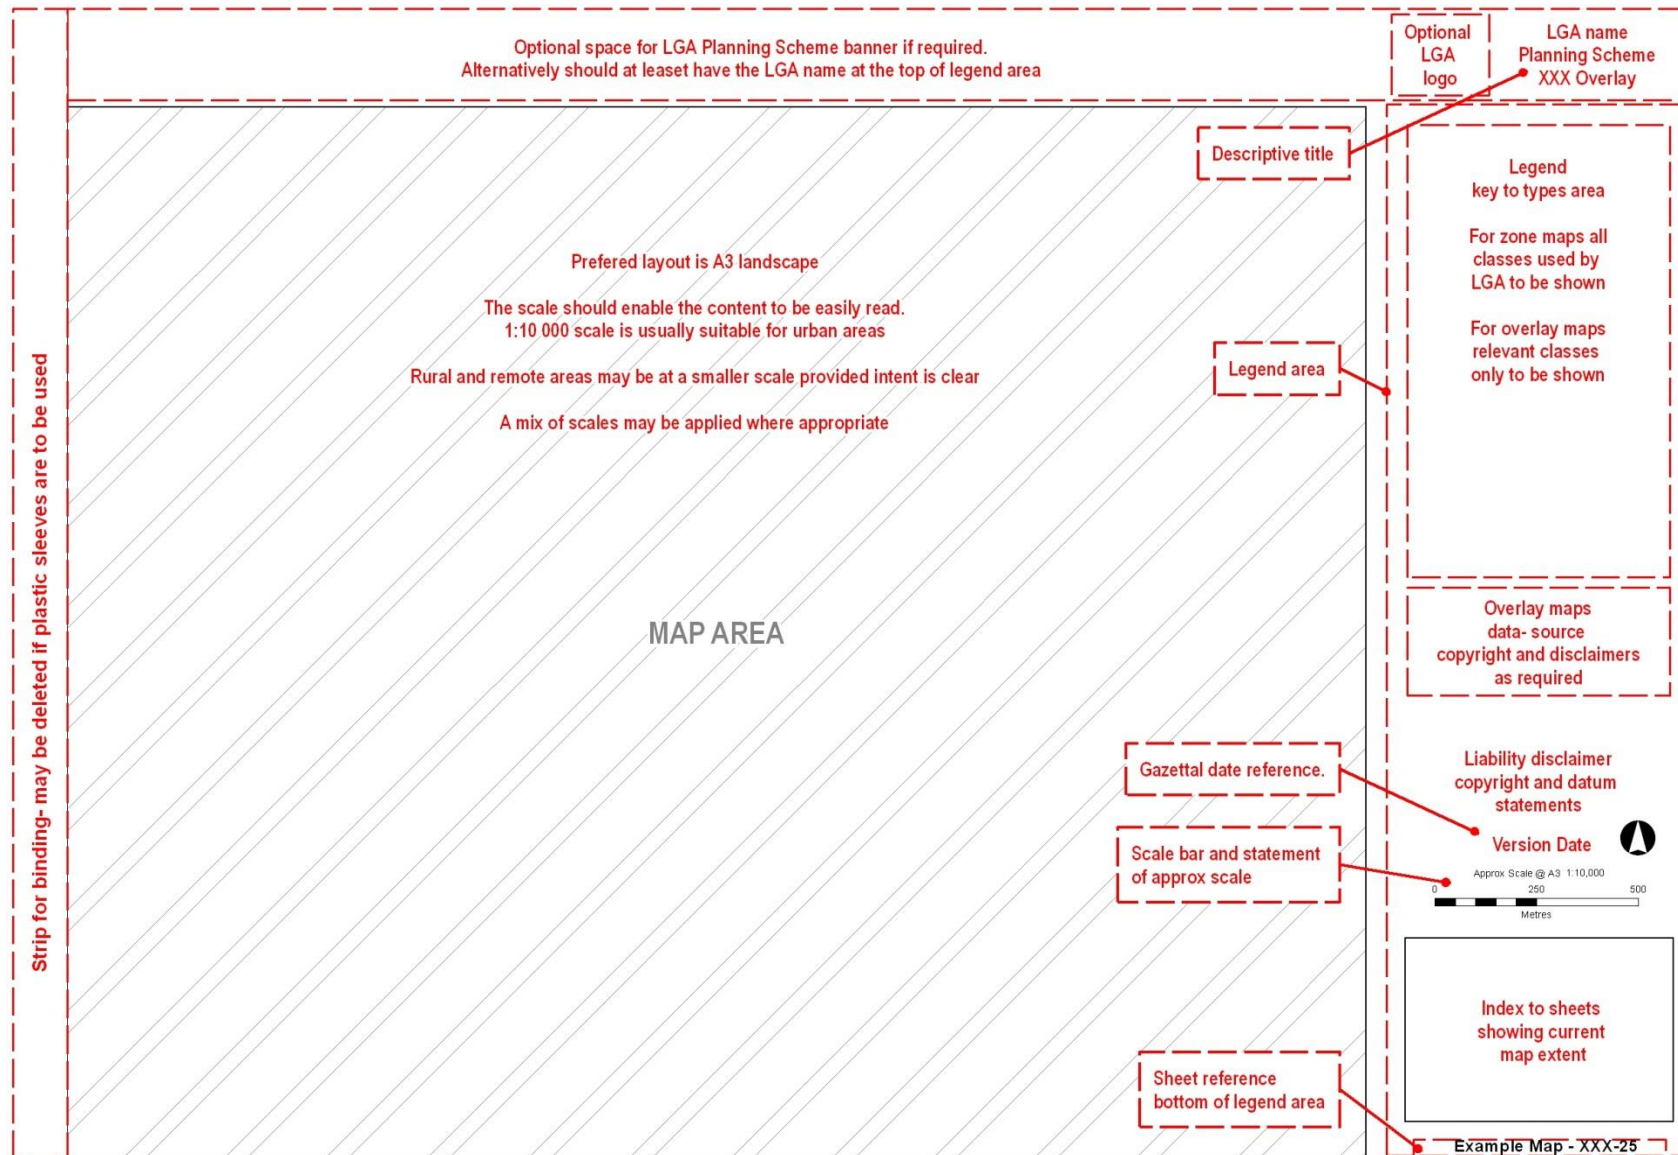 Optional space for LGA Planning Scheme banner if required.
Alternatively should at leaset have the LGA name at the top of legend area
Optional
LGA
logo
LGA name
Planning Scheme
XXX Overlay
Descriptive title
Legend
key to types area
For zone maps all
classes used by
LGA to be shown
For overlay maps
relevant classes
only to be shown
Prefered layout is A3 landscape
The scale should enable the content to be easily read.
1:10 000 scale is usually suitable for urban areas
Rural and remote areas may be at a smaller scale provided intent is clear
A mix of scales may be applied where appropriate
Legend area
Strip for binding- may be deleted if plastic sleeves are to be used
MAP AREA
Overlay maps
data- source
copyright and disclaimers
as required
Gazettal date reference.
Liability disclaimer
copyright and datum
statements
Version Date
Scale bar and statement
of approx scale
Approx Scale @ A3 1:10,000
0 250 500
Metres
Index to sheets
showing current
map extent
Sheet reference
bottom of legend area
Example Map - XXX-25